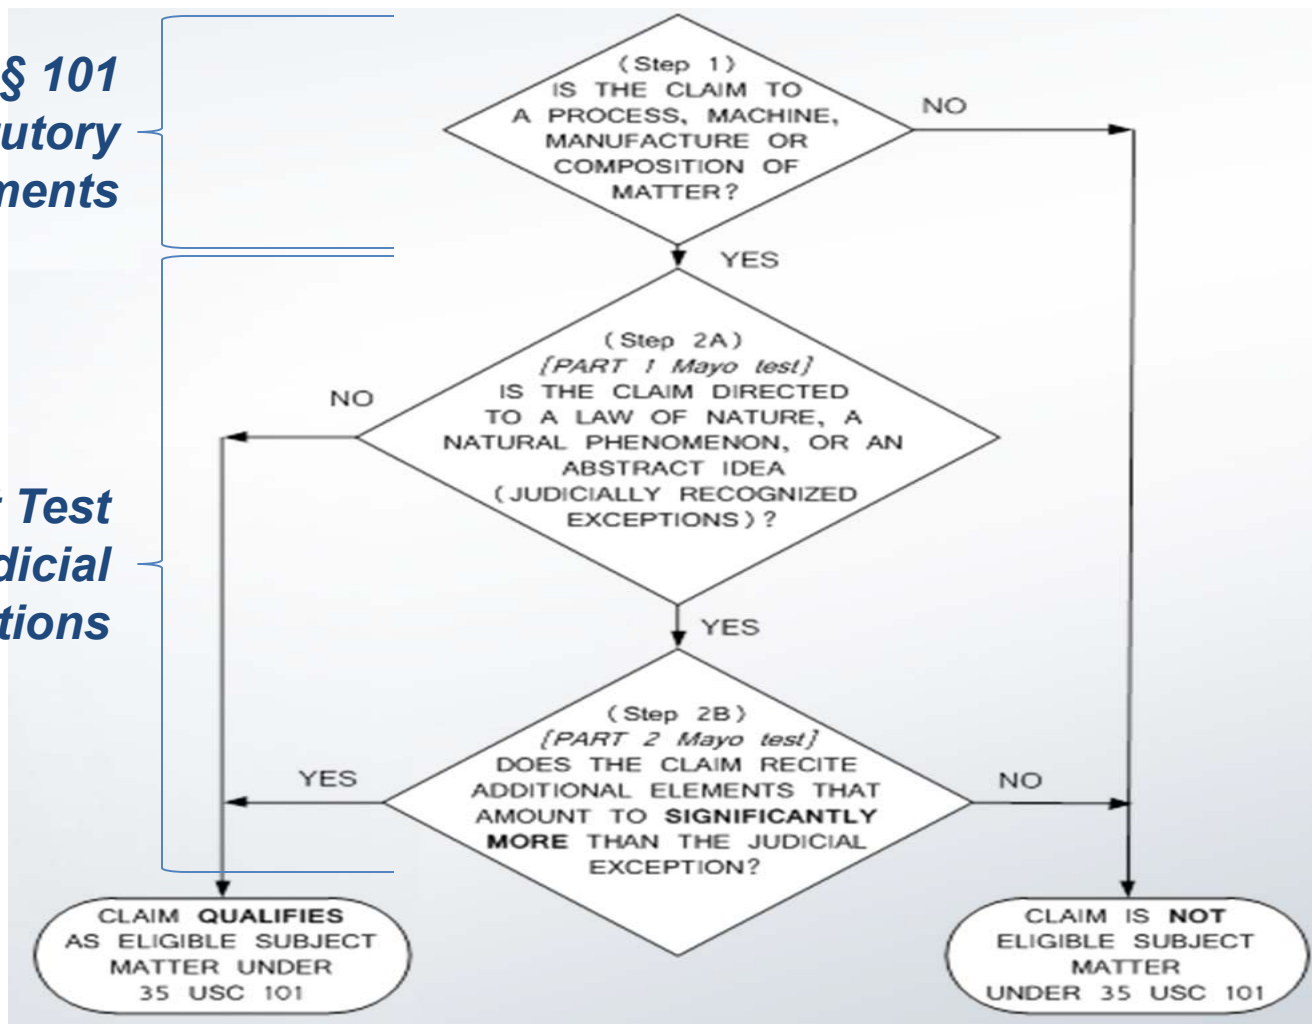 § 101
utory
ments
(Step 1)
IS THE CLAIM TO
A PROCESS, MACHINE,
MANUFACTURE OR
COMPOSITION OF
MATTER?
NO
YES
(Step 2A)
[PART 1 Mayo test]
IS THE CLAIM DIRECTED
TO A LAW OF NATURE, A
NATURAL PHENOMENON, OR AN
ABSTRACT IDEA
(JUDICIALLY RECOGNIZED
EXCEPTIONS)?
NO
YES
Test
dicial
tions
(Step 2B)
[PART 2 Mayo test]
DOES THE CLAIM RECITE
ADDITIONAL ELEMENTS THAT
AMOUNT TO SIGNIFICANTLY
MORE THAN THE JUDICIAL
EXCEPTION?
YES
NO
CLAIM QUALIFIES
AS ELIGIBLE SUBJECT
MATTER UNDER
35 USC 101
CLAIM IS NOT
ELIGIBLE SUBJECT
MATTER
UNDER 35 USC 101